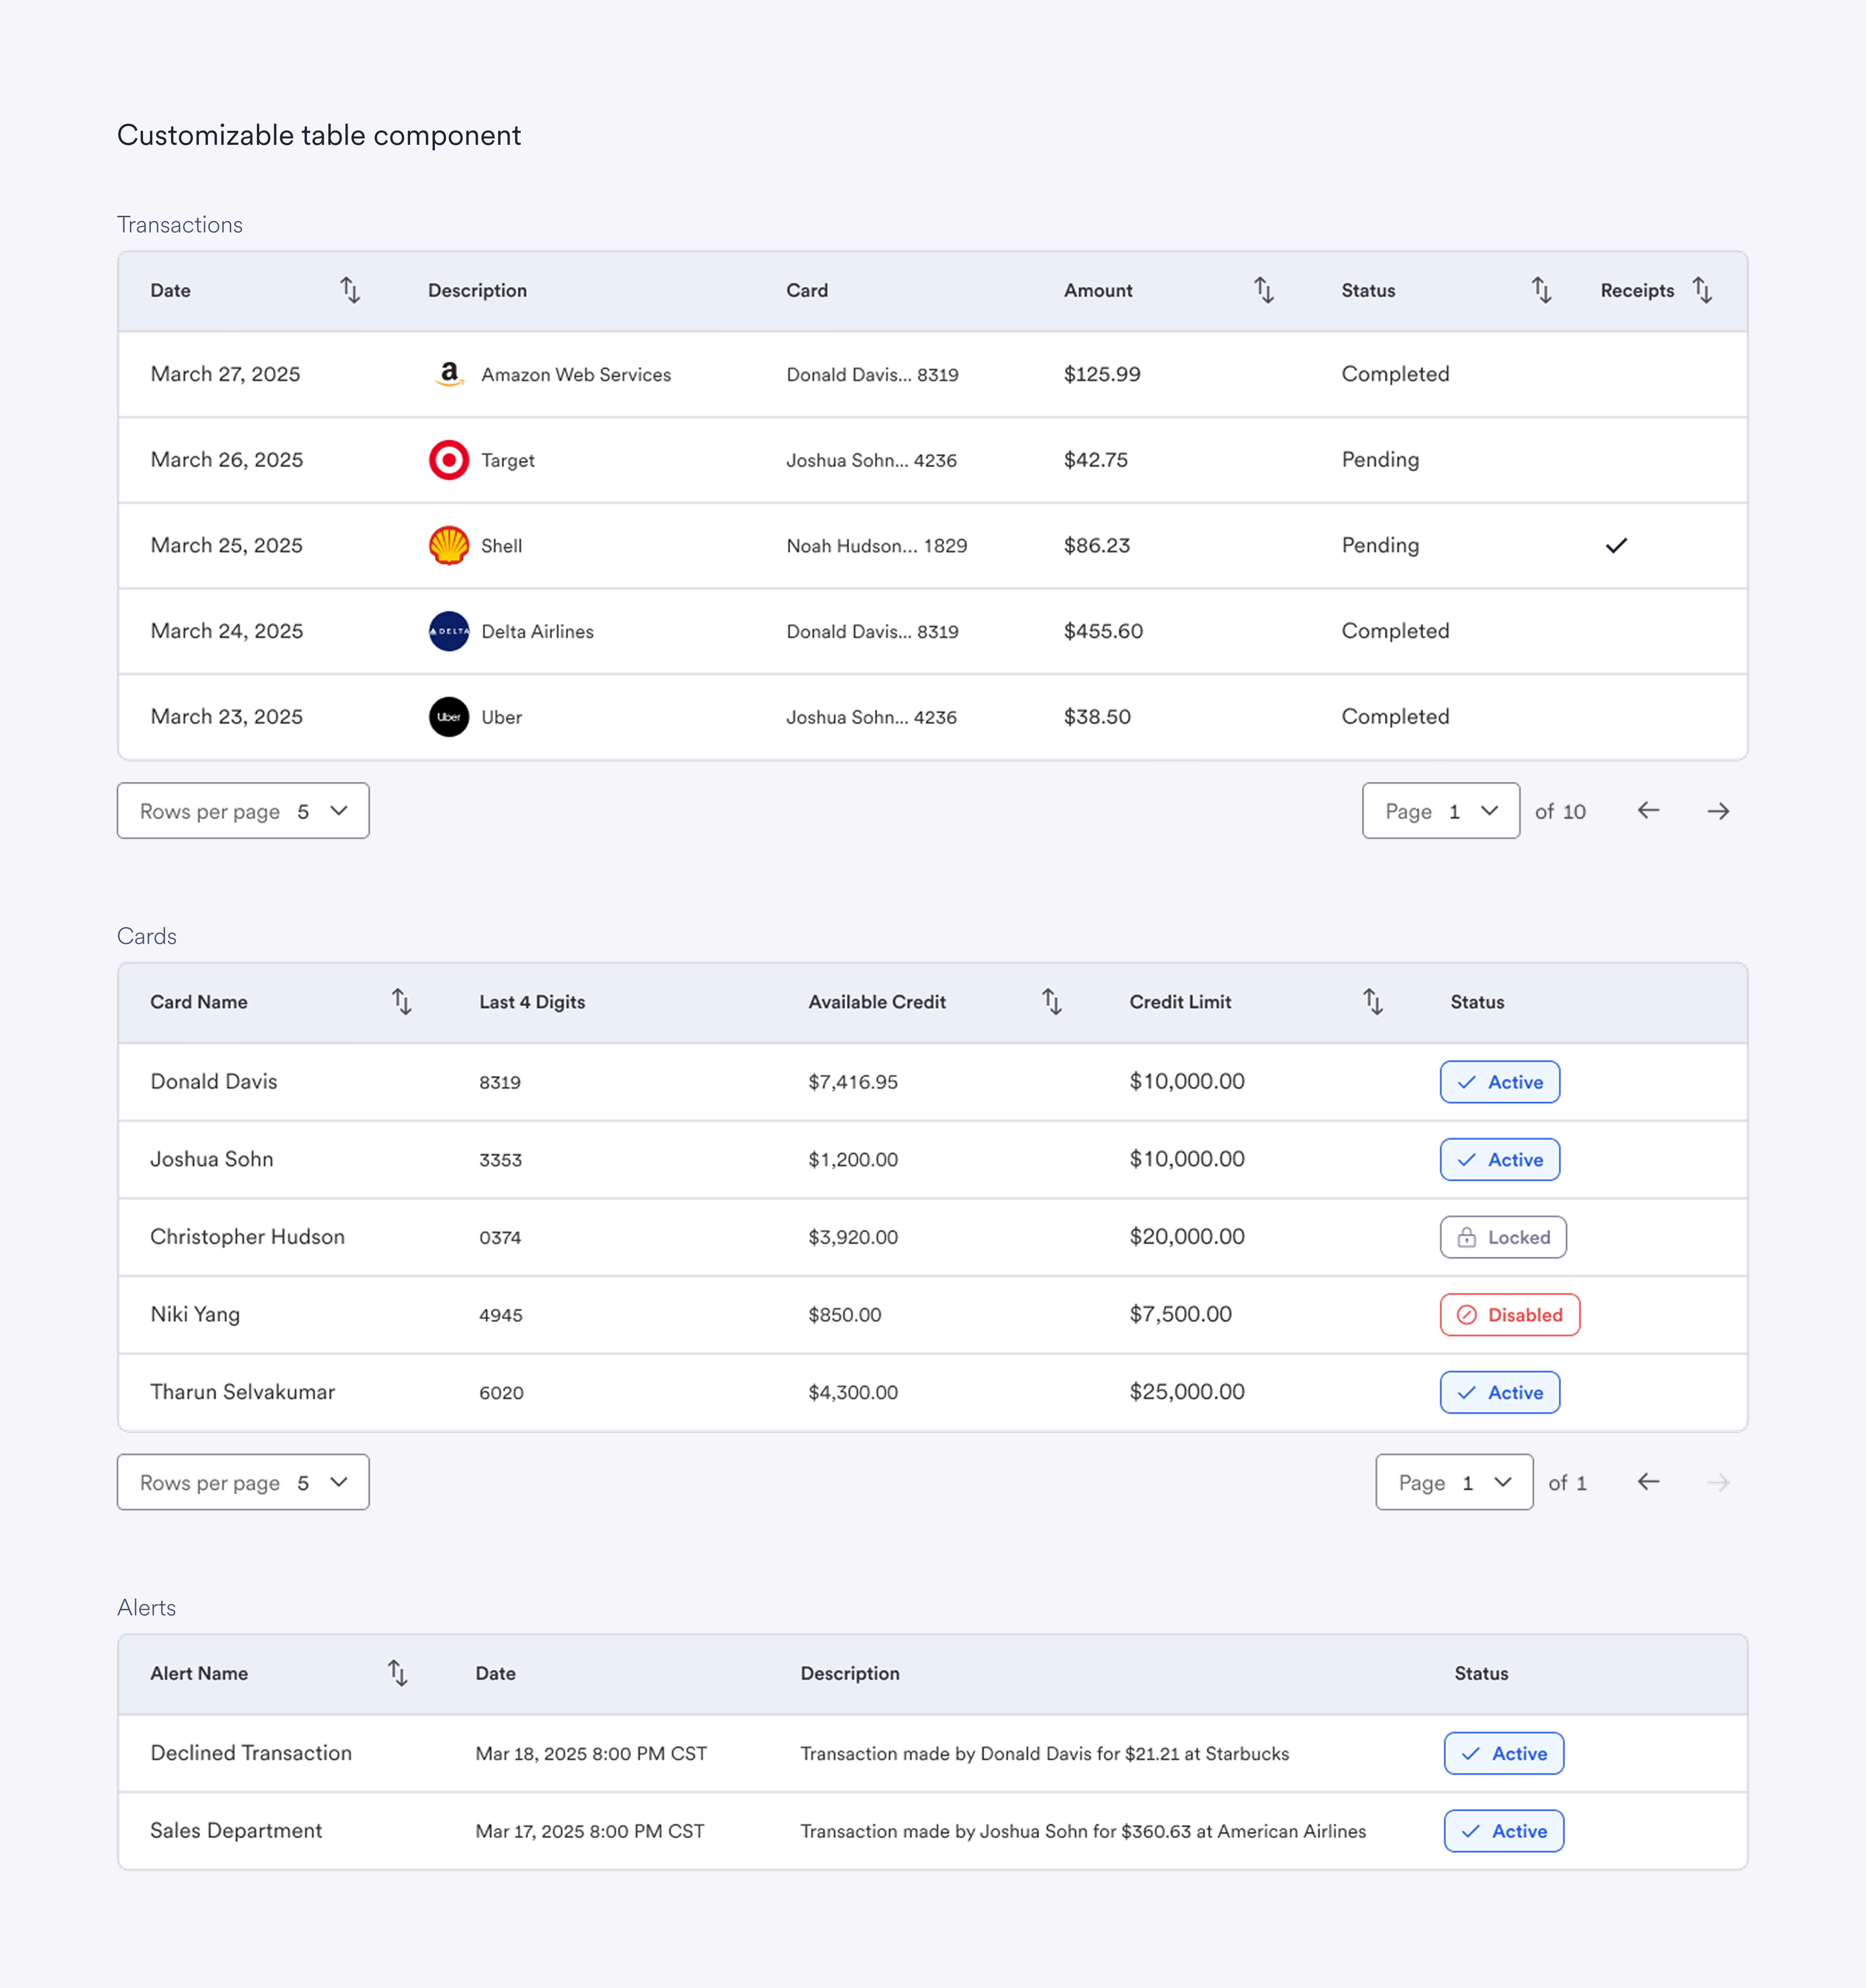 Customizable table component
Transactions
Date Description Card Amount Status Receipts
March 27, 2025 a Amazon Web Services Donald Davis... 8319 $125.99 Completed
March 26, 2025 Target Joshua Sohn... 4236 $42.75 Pending
March 25, 2025 Shell Noah Hudson... 1829 $86.23 Pending
March 24, 2025 DELTA Delta Airlines Donald Davis... 8319 $455.60 Completed
March 23, 2025 Uber Uber Joshua Sohn... 4236 $38.50 Completed
Rows per page 5 Page 1 of 10
Cards
Card Name Last 4 Digits Available Credit Credit Limit Status
Donald Davis 8319 $7,416.95 $10,000.00 Active
Joshua Sohn 3353 $1,200.00 $10,000.00 Active
Christopher Hudson 0374 $3,920.00 $20,000.00 Locked
Niki Yang 4945 $850.00 $7,500.00 Disabled
Tharun Selvakumar 6020 $4,300.00 $25,000.00 Active
Rows per page 5 Page 1 of 1
Alerts
Alert Name Date Description Status
Declined Transaction Mar 18, 2025 8:00 PM CST Transaction made by Donald Davis for $21.21 at Starbucks Active
Sales Department Mar 17, 2025 8:00 PM CST Transaction made by Joshua Sohn for $360.63 at American Airlines Active